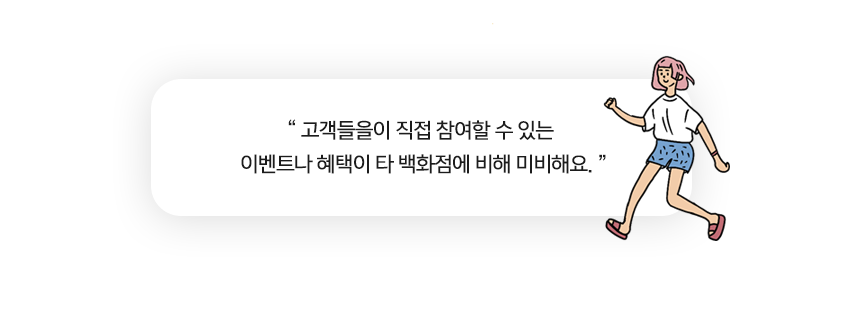 “ 고객들을이 직접 참여할 수 있는
이벤트나 혜택이 타 백화점에 비해 미비해요. ”